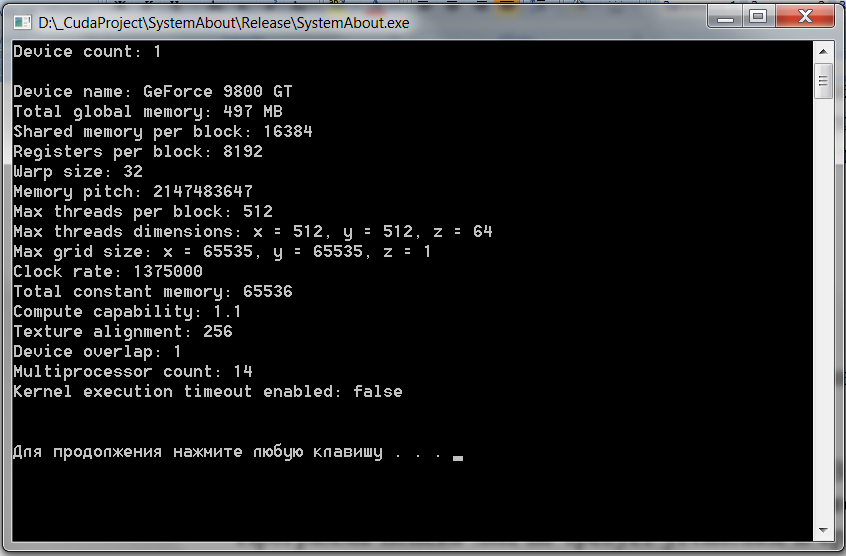 D:\_CudaProject\SystemAbout\Release\SystemAbout.exe
Device count: 1
Device name: GeForce 9800 GT
Total global memory: 497 MB
Shared memory per block: 16384
Registers per block: 8192
Warp size: 32
Memory pitch: 2147483647
Max threads per block: 512
Max threads dimensions: x = 512, y = 512, z = 64
Max grid size: x = 65535, y = 65535, z = 1
Clock rate: 1375000
Total constant memory: 65536
Compute capability: 1.1
Texture alignment: 256
Device overlap: 1
Multiprocessor count: 14
Kernel execution timeout enabled: false
Для продолжения нажмите любую клавишу . . . _